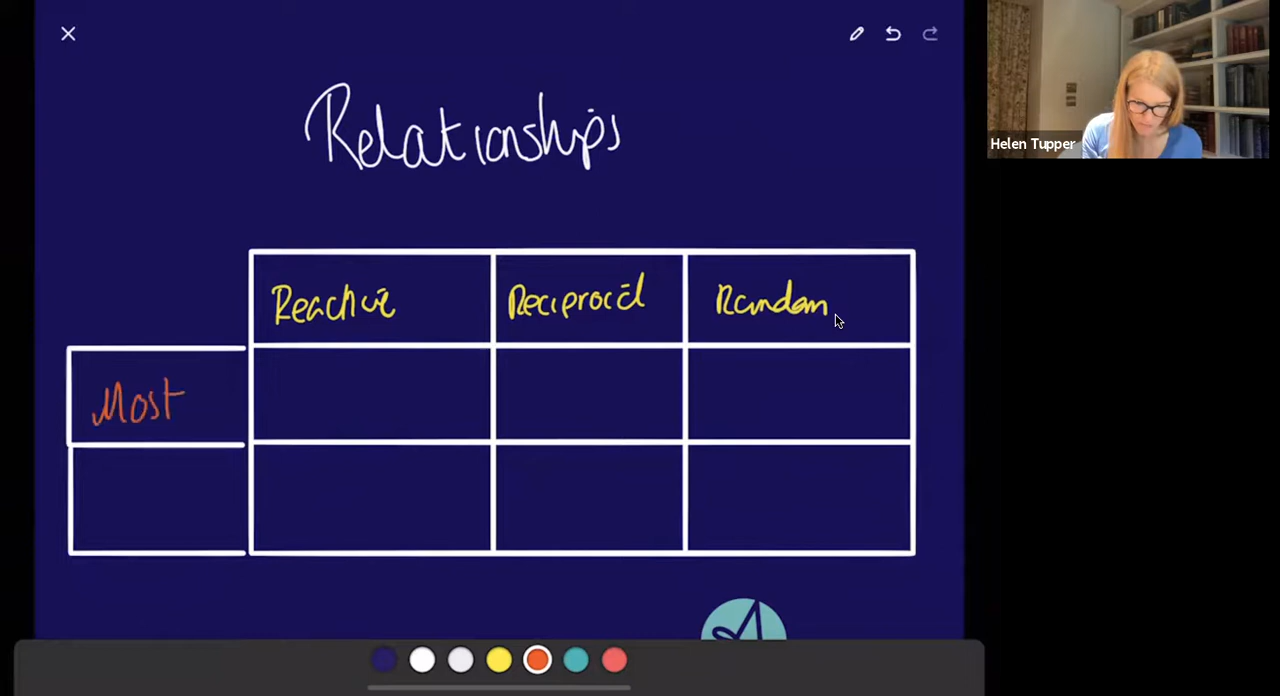 Relationships
Helen Tupper
Reactive
Reciprocal
Random
Most